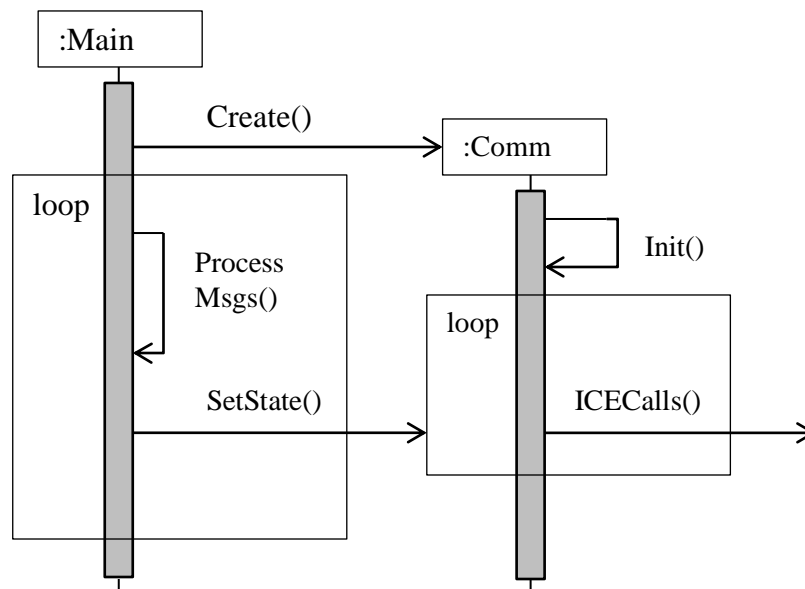 :Main
Create()
:Comm
loop
Process
Msgs()
Init()
loop
SetState()
ICECalls()